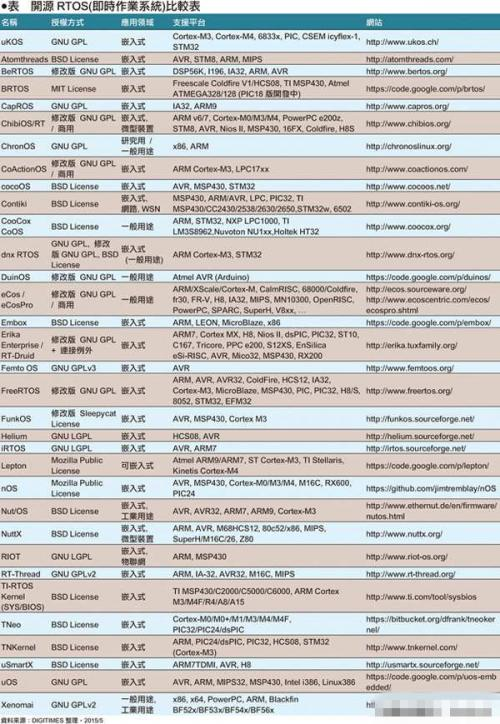 ●表　開源 RTOS(即時作業系統)比較表
名稱 授權方式 應用領域 支援平台 網站
uKOS GNU GPL 嵌入式 Cortex-M3, Cortex-M4, 6833x, PIC, CSEM icyflex-1, STM32 http://www.ukos.ch/
Atomthreads BSD License 嵌入式 AVR, STM8, ARM, MIPS http://atomthreads.com/
BeRTOS 修改版 GNU GPL 嵌入式 DSP56K, I196, IA32, ARM, AVR http://www.bertos.org/
BRTOS MIT License 嵌入式 Freescale Coldfire V1/HCS08, TI MSP430, Atmel ATMEGA328/128 (PIC18 版開發中) https://code.google.com/p/brtos/
CapROS GNU GPL 嵌入式 IA32, ARM9 http://www.capros.org/
ChibiOS/RT 修改版 GNU GPL / 商用 嵌入式, 微型裝置 ARM v6/7, Cortex-M0/M3/M4, PowerPC e200z, STM8, AVR, Nios II, MSP430, 16FX, Coldfire, H8S http://www.chibios.org/
ChronOS GNU GPL 研究用 / 一般用途 x86, ARM http://chronoslinux.org/
CoActionOS 修改版 GNU GPL / 商用 嵌入式 ARM Cortex-M3, LPC17xx http://www.coactionos.com/
cocoOS BSD License 嵌入式 AVR, MSP430, STM32 http://www.cocoos.net/
Contiki BSD License 嵌入式, 網路, WSN MSP430, ARM/AVR, LPC, PIC32, TI MSP430/CC2430/2538/2630/2650,STM32w, 6502 http://www.contiki-os.org/
CooCox CoOS BSD License 一般用途 ARM, STM32, NXP LPC1000, TI LM3S8962,Nuvoton NU1xx,Holtek HT32 http://www.coocox.org/
dnx RTOS GNU GPL, 修改版 GNU GPL, BSD License 嵌入式 (一般用途) ARM Cortex-M3, STM32 http://www.dnx-rtos.org/
DuinOS 修改版 GNU GPL 一般用途 Atmel AVR (Arduino) https://code.google.com/p/duinos/
eCos / eCosPro 修改版 GNU GPL 一般用途 ARM/XScale/Cortex-M, CalmRISC, 68000/Coldfire, fr30, FR-V, H8, IA32, MIPS, MN10300, OpenRISC, PowerPC, SPARC, SuperH, V8xx, … http://ecos.sourceware.org/ http://www.ecoscentric.com/ecos/ecospro.shtml
Embox BSD License 嵌入式 ARM, LEON, MicroBlaze, x86 https://code.google.com/p/embox/
Erika Enterprise / RT-Druid 修改版 GNU GPL + 連接例外 嵌入式 ARM7, Cortex MX, H8, Nios II, dsPIC, PIC32, ST10, C167, Tricore, PPC e200, S12XS, EnSilica eSi-RISC, AVR, Mico32, MSP430, RX200 http://erika.tuxfamily.org/
Femto OS GNU GPLv3 嵌入式 AVR http://www.femtoos.org/
FreeRTOS 修改版 GNU GPL 嵌入式 ARM, AVR, AVR32, ColdFire, HCS12, IA32, Cortex-M3, MicroBlaze, MSP430, PIC, PIC32, H8/S, 8052, STM32, EFM32 http://www.freertos.org/
FunkOS 修改版 Sleepycat License 嵌入式 AVR, MSP430, Cortex M3 http://funkos.sourceforge.net/
Helium GNU LGPL 嵌入式 HCS08, AVR http://helium.sourceforge.net/
iRTOS GNU LGPL 嵌入式 AVR, ARM7 http://irtos.sourceforge.net/
Lepton Mozilla Public License 可嵌入式 Atmel ARM9/ARM7, ST Cortex-M3, TI Stellaris, Kinetis Cortex-M4 https://code.google.com/p/lepton/
nOS Mozilla Public License 嵌入式 AVR, MSP430, Cortex-M0/M3/M4, M16C, RX600, PIC24 https://github/jimtremblay/nOS
Nut/OS BSD License 嵌入式, 工業用途 AVR, AVR32, ARM7, ARM9, Cortex-M3 http://www.ethernut.de/en/firmware/nutos.html
NuttX BSD License 嵌入式, 微型裝置 ARM, AVR, M68HCS12, 80c52/x86, MIPS, SuperH/M16C/26, Z80 http://www.nuttx.org/
RIOT GNU LGPL 嵌入式, 物聯網 ARM, MSP430 http://www.riot-os.org/
RT-Thread GNU GPLv2 嵌入式 ARM, IA-32, AVR32, M16C, MIPS http://www.rt-thread.org/
TI-RTOS Kernel (SYS/BIOS) BSD License 嵌入式 TI MSP430/C2000/C5000/C6000, ARM Cortex M3/M4F/R4/A8/A15 http://www.ti.com/tool/sysbios
TNeo BSD License 嵌入式 Cortex-M0/M0+/M1/M3/M4/M4F, PIC32/PIC24/dsPIC https://bitbucket.org/dfrank/tneokernel/
TNKernel BSD License 嵌入式 ARM, PIC24/dsPIC, PIC32, HCS08, STM32 (Cortex-M3) http://www.tnkernel.com/
uSmartX BSD License 嵌入式 ARM7TDMI, AVR, H8 http://usmartx.sourceforge.net/
uOS GNU GPL 嵌入式 AVR, ARM, MIPS32, MSP430, Intel i386, Linux386 https://code.google.com/p/uos-embedded/
Xenomai GNU GPLv2 一般用途, 工業用途 x86, x64, PowerPC, ARM, Blackfin BF52x/BF53x/BF54x/BF56x
資料來源：DIGITIMES 整理，2015/5